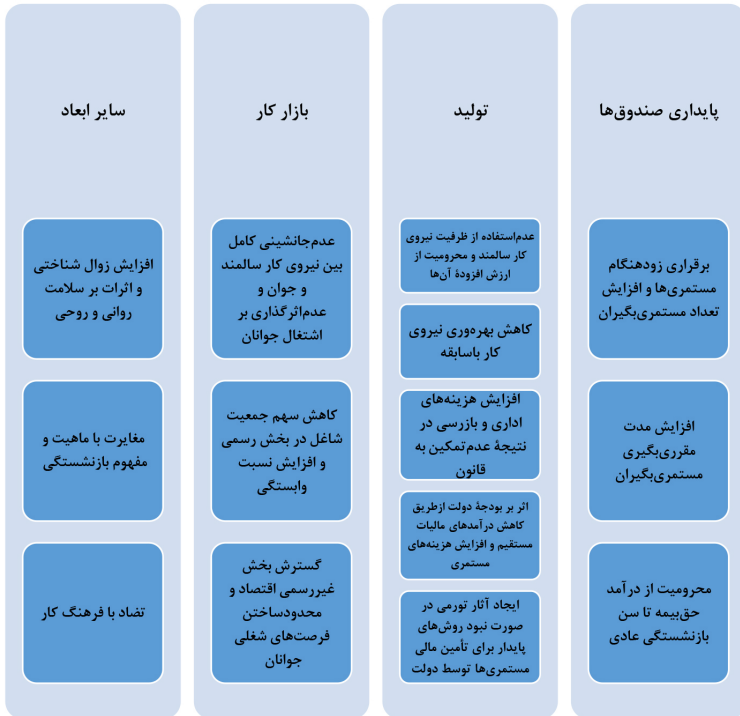 پایداری صندوق‌ها
برقراری زودهنگام
مستمری‌ها و افزایش
تعداد مستمری‌بگیران
افزایش مدت
مقرری‌بگیری
مستمری‌بگیران
محرومیت از درآمد
حق‌بیمه تا سن
بازنشستگی عادی
تولید
عدم‌استفاده از ظرفیت نیروی
کار سالمند و محرومیت از
ارزش افزودهٔ آن‌ها
کاهش بهره‌وری نیروی
کار باسابقه
افزایش هزینه‌های
اداری و بازرسی در
نتیجهٔ عدم‌تمکین به
قانون
اثر بر بودجهٔ دولت ازطریق
کاهش درآمدهای مالیات
مستقیم و افزایش هزینه‌های
مستمری
ایجاد آثار تورمی در
صورت نبود روش‌های
پایدار برای تأمین مالی
مستمری‌ها توسط دولت
بازار کار
عدم‌جانشینی کامل
بین نیروی کار سالمند
و جوان و
عدم‌اثرگذاری بر
اشتغال جوانان
کاهش سهم جمعیت
شاغل در بخش رسمی
و افزایش نسبت
وابستگی
گسترش بخش
غیررسمی اقتصاد و
محدودساختن
فرصت‌های شغلی
جوانان
سایر ابعاد
افزایش زوال شناختی
و اثرات بر سلامت
روانی و روحی
مغایرت با ماهیت و
مفهوم بازنشستگی
تضاد با فرهنگ کار